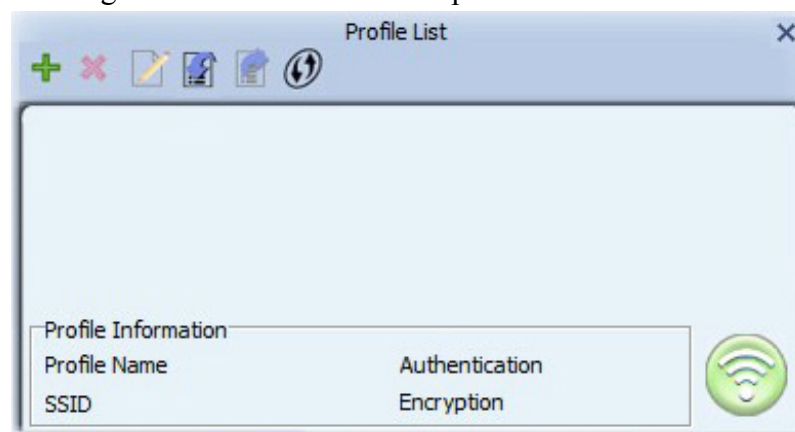 Profile List
Profile Information
Profile Name Authentication
SSID Encryption